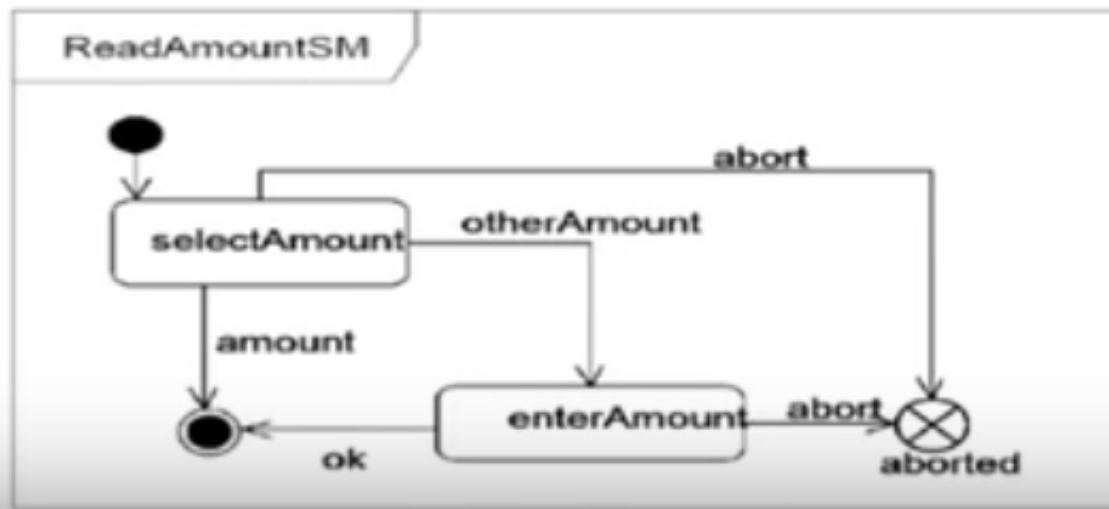 ReadAmountSM
abort
otherAmount
selectAmount
amount
enterAmount
abort
ok
aborted